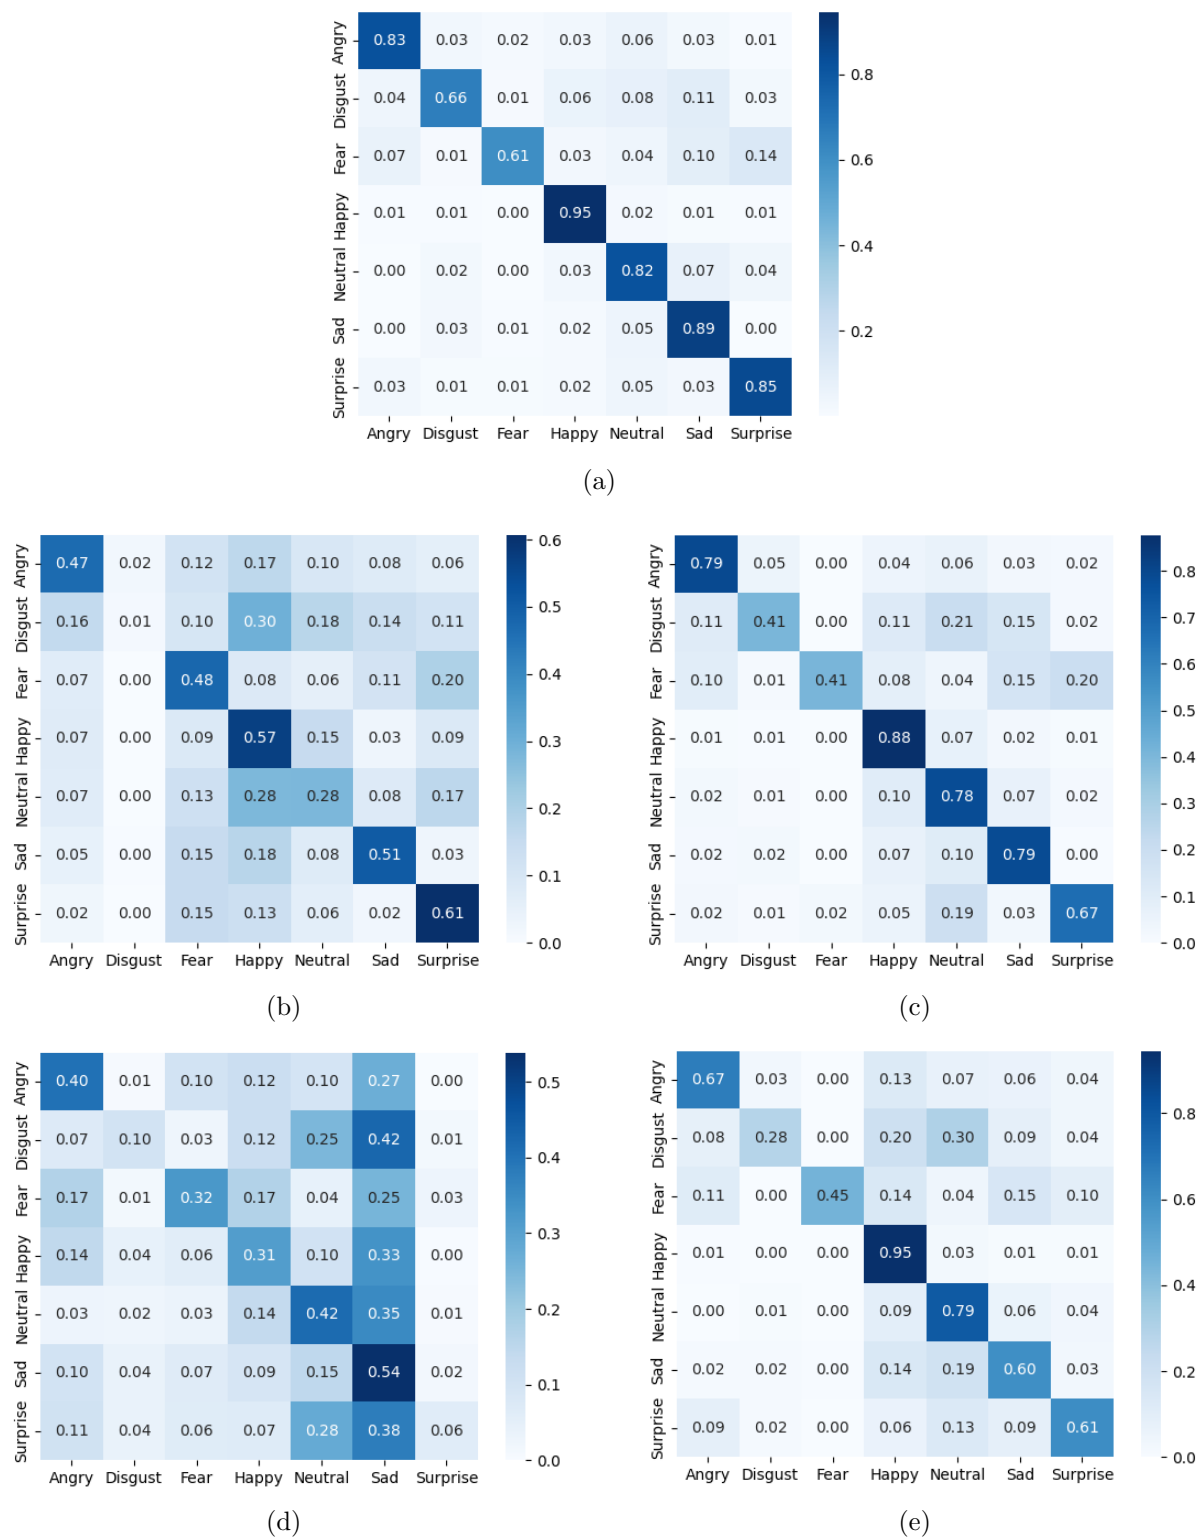 Angry 0.83 0.03 0.02 0.03 0.06 0.03 0.01
Disgust 0.04 0.66 0.01 0.06 0.08 0.11 0.03
Fear 0.07 0.01 0.61 0.03 0.04 0.10 0.14
Happy 0.01 0.01 0.00 0.95 0.02 0.01 0.01
Neutral 0.00 0.02 0.00 0.03 0.82 0.07 0.04
Sad 0.00 0.03 0.01 0.02 0.05 0.89 0.00
Surprise 0.03 0.01 0.01 0.02 0.05 0.03 0.85
Angry Disgust Fear Happy Neutral Sad Surprise
0.8
0.6
0.4
0.2
(a)
Angry 0.47 0.02 0.12 0.17 0.10 0.08 0.06
Disgust 0.16 0.01 0.10 0.30 0.18 0.14 0.11
Fear 0.07 0.00 0.48 0.08 0.06 0.11 0.20
Happy 0.07 0.00 0.09 0.57 0.15 0.03 0.09
Neutral 0.07 0.00 0.13 0.28 0.28 0.08 0.17
Sad 0.05 0.00 0.15 0.18 0.08 0.51 0.03
Surprise 0.02 0.00 0.15 0.13 0.06 0.02 0.61
Angry Disgust Fear Happy Neutral Sad Surprise
0.6
0.5
0.4
0.3
0.2
0.1
0.0
(b)
Angry 0.79 0.05 0.00 0.04 0.06 0.03 0.02
Disgust 0.11 0.41 0.00 0.11 0.21 0.15 0.02
Fear 0.10 0.01 0.41 0.08 0.04 0.15 0.20
Happy 0.01 0.01 0.00 0.88 0.07 0.02 0.01
Neutral 0.02 0.01 0.00 0.10 0.78 0.07 0.02
Sad 0.02 0.02 0.00 0.07 0.10 0.79 0.00
Surprise 0.02 0.01 0.02 0.05 0.19 0.03 0.67
Angry Disgust Fear Happy Neutral Sad Surprise
0.8
0.7
0.6
0.5
0.4
0.3
0.2
0.1
0.0
(c)
Angry 0.40 0.01 0.10 0.12 0.10 0.27 0.00
Disgust 0.07 0.10 0.03 0.12 0.25 0.42 0.01
Fear 0.17 0.01 0.32 0.17 0.04 0.25 0.03
Happy 0.14 0.04 0.06 0.31 0.10 0.33 0.00
Neutral 0.03 0.02 0.03 0.14 0.42 0.35 0.01
Sad 0.10 0.04 0.07 0.09 0.15 0.54 0.02
Surprise 0.11 0.04 0.06 0.07 0.28 0.38 0.06
Angry Disgust Fear Happy Neutral Sad Surprise
0.5
0.4
0.3
0.2
0.1
0.0
(d)
Angry 0.67 0.03 0.00 0.13 0.07 0.06 0.04
Disgust 0.08 0.28 0.00 0.20 0.30 0.09 0.04
Fear 0.11 0.00 0.45 0.14 0.04 0.15 0.10
Happy 0.01 0.00 0.00 0.95 0.03 0.01 0.01
Neutral 0.00 0.01 0.00 0.09 0.79 0.06 0.04
Sad 0.02 0.02 0.00 0.14 0.19 0.60 0.03
Surprise 0.09 0.02 0.00 0.06 0.13 0.09 0.61
Angry Disgust Fear Happy Neutral Sad Surprise
0.8
0.6
0.4
0.2
0.0
(e)